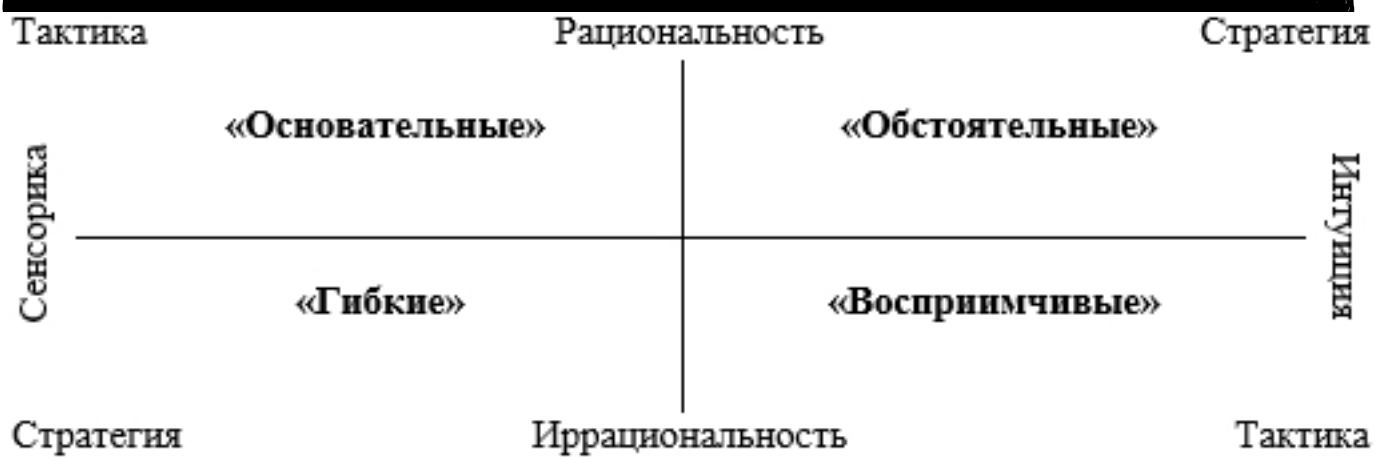 Тактика Рациональность Стратегия
«Основательные» «Обстоятельные»
Сенсорика Интуиция
«Гибкие» «Восприимчивые»
Стратегия Иррациональность Тактика